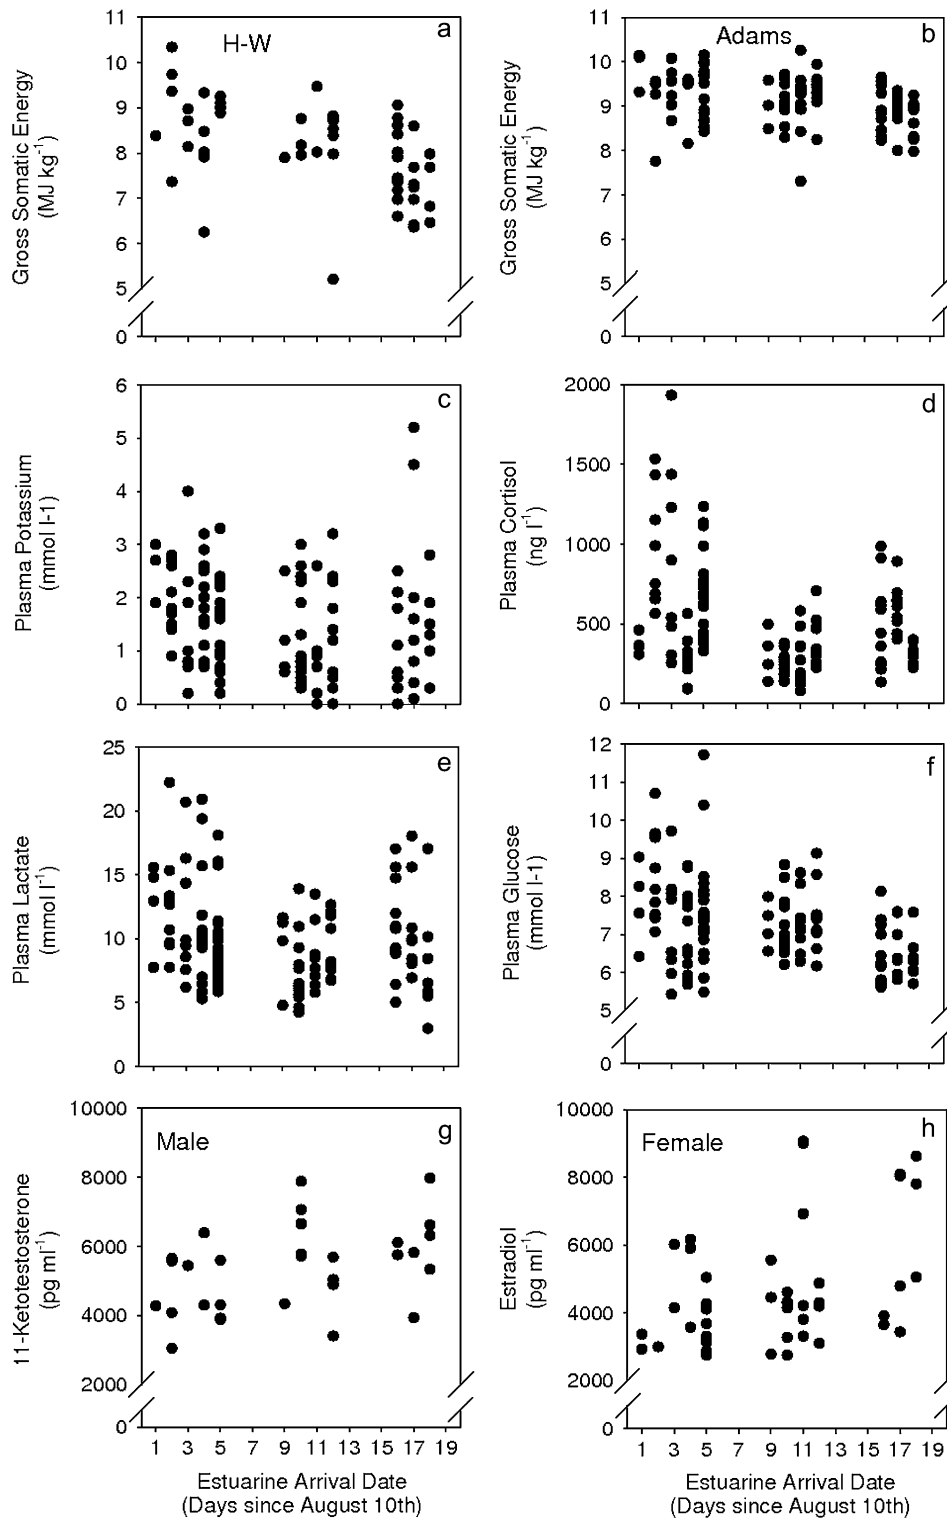 a
H-W
11
10
9
8
7
6
5
0
Gross Somatic Energy
(MJ kg-1)
b
Adams
11
10
9
8
7
6
5
0
Gross Somatic Energy
(MJ kg-1)
c
6
5
4
3
2
1
0
Plasma Potassium
(mmol l-1)
d
2000
1500
1000
500
0
Plasma Cortisol
(ng l-1)
e
25
20
15
10
5
0
Plasma Lactate
(mmol l-1)
f
12
11
10
9
8
7
6
5
0
Plasma Glucose
(mmol l-1)
g
Male
10000
8000
6000
4000
2000
0
11-Ketotestosterone
(pg ml-1)
1 3 5 7 9 11 13 15 17 19
Estuarine Arrival Date
(Days since August 10th)
h
Female
10000
8000
6000
4000
2000
0
Estradiol
(pg ml-1)
1 3 5 7 9 11 13 15 17 19
Estuarine Arrival Date
(Days since August 10th)